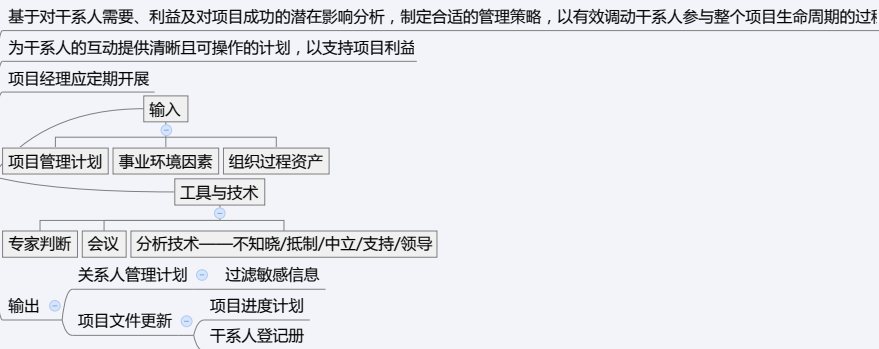 基于对干系人需要、利益及对项目成功的潜在影响分析，制定合适的管理策略，以有效调动干系人参与整个项目生命周期的过程
为干系人的互动提供清晰且可操作的计划，以支持项目利益
项目经理应定期开展
输入
项目管理计划 事业环境因素 组织过程资产
工具与技术
专家判断 会议 分析技术——不知晓/抵制/中立/支持/领导
关系人管理计划 过滤敏感信息
输出
项目进度计划
项目文件更新
干系人登记册